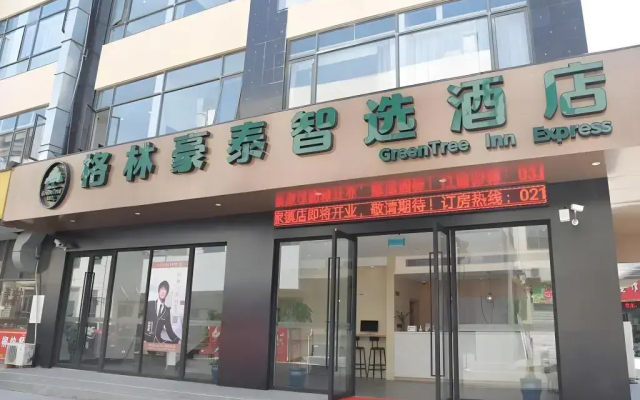 格林豪泰智选酒店
GreenTree Inn Express
家镇店即将开业，敬请期待！订房热线：021